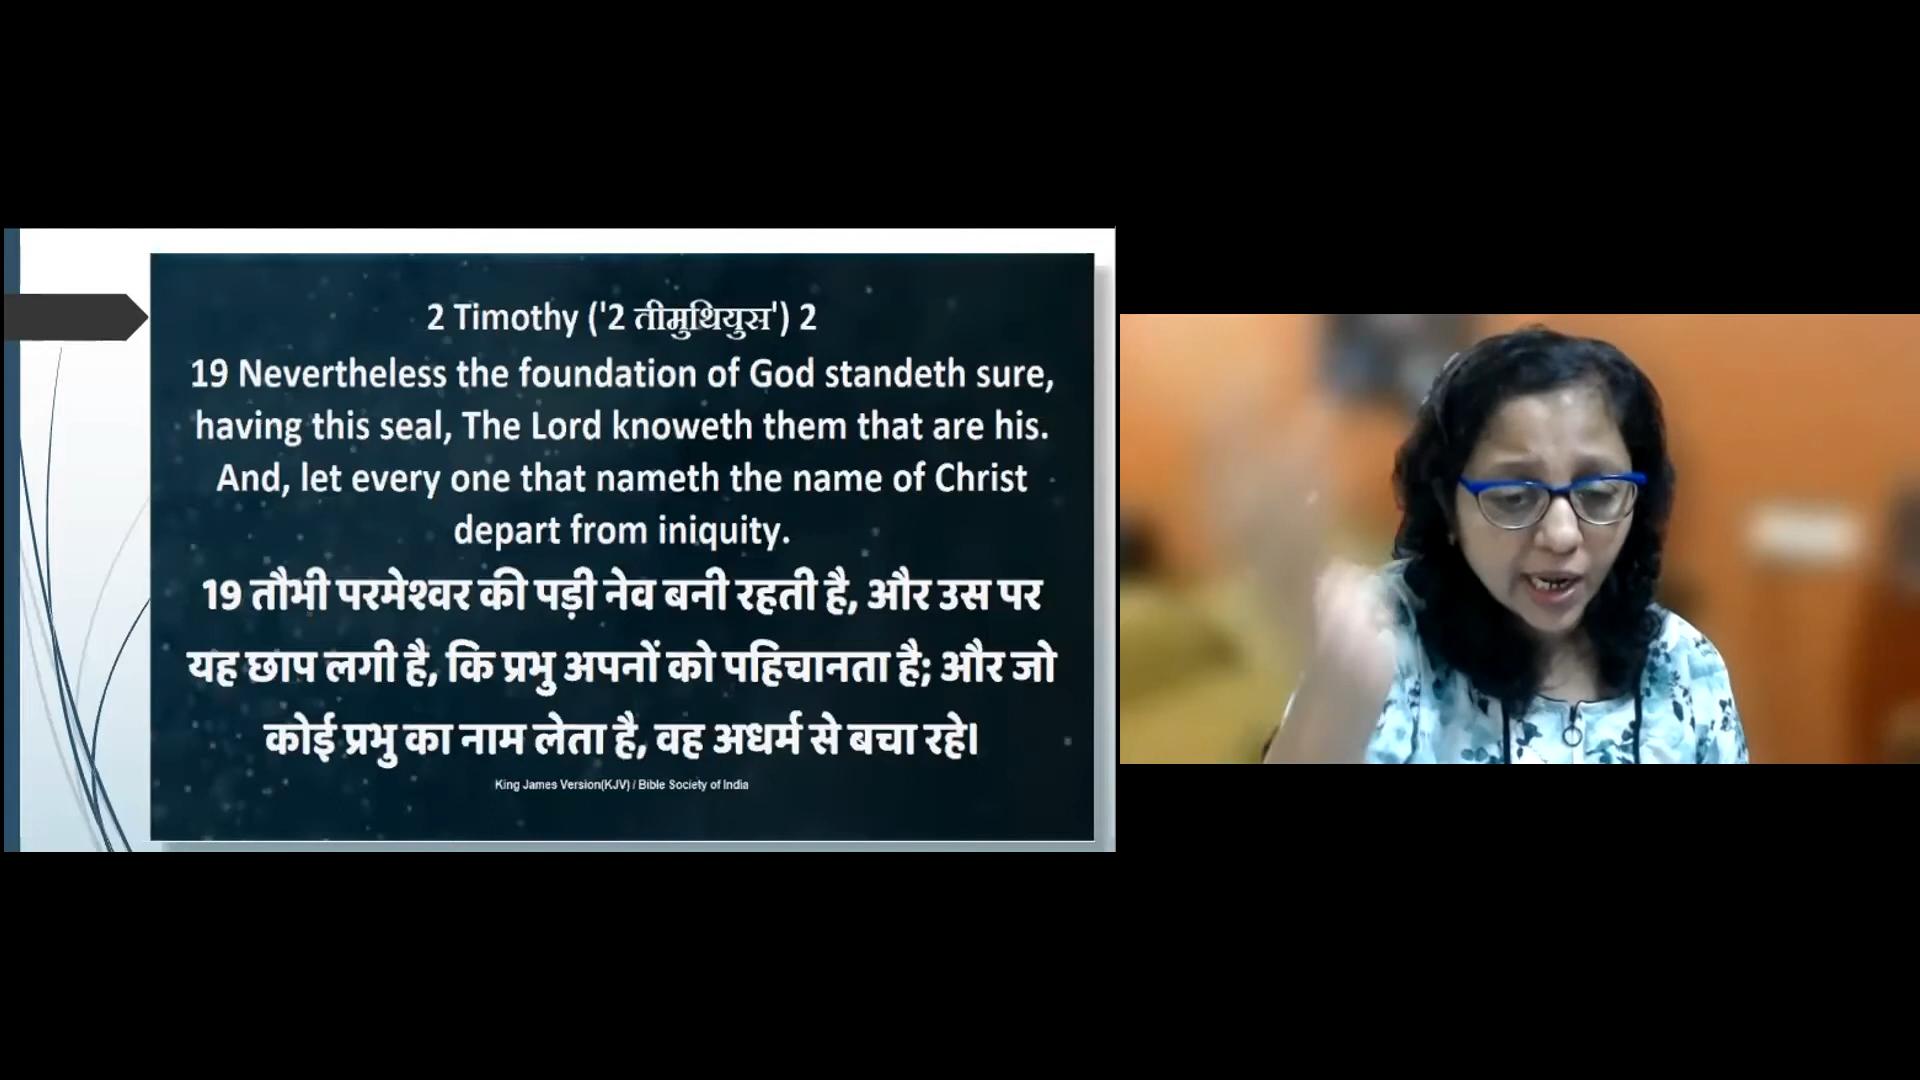 2 Timothy ('2 तीमुथियुस') 2
19 Nevertheless the foundation of God standeth sure,
having this seal, The Lord knoweth them that are his.
And, let every one that nameth the name of Christ
depart from iniquity.
19 तौभी परमेश्वर की पड़ी नेव बनी रहती है, और उस पर
यह छाप लगी है, कि प्रभु अपनों को पहिचानता है; और जो
कोई प्रभु का नाम लेता है, वह अधर्म से बचा रहे।
King James Version(KJV) / Bible Society of India